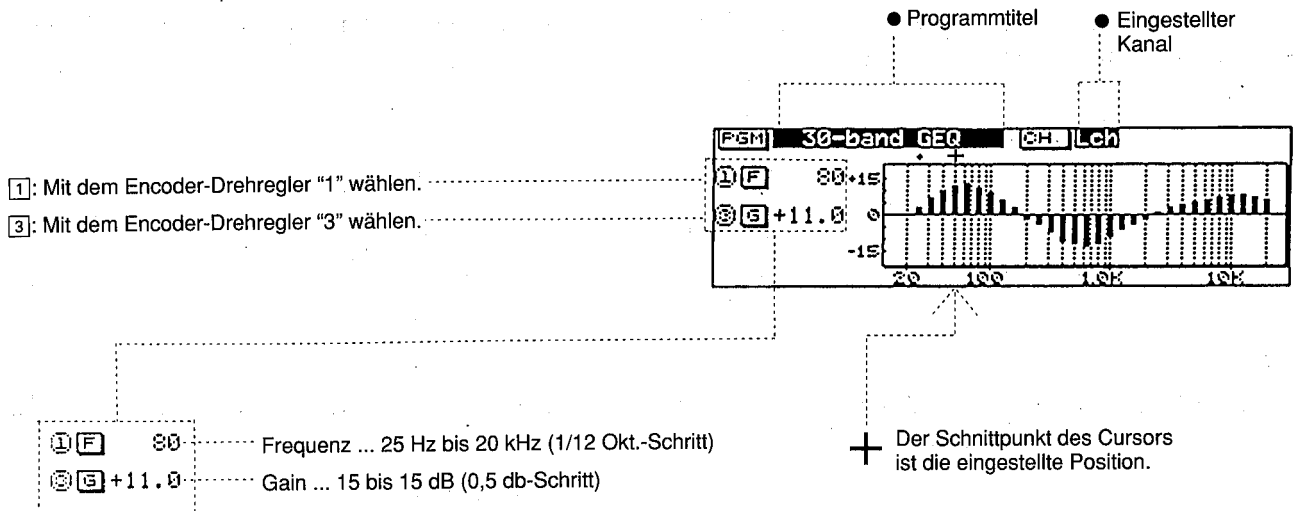 ● Programmtitel
● Eingestellter
Kanal
PGM 30-band GEQ CH. Lch
1: Mit dem Encoder-Drehregler “1” wählen.
① F 80
3: Mit dem Encoder-Drehregler “3” wählen.
③ G +11.0
+15
0
-15
20 100 1.0K 10K
① F 80 Frequenz ... 25 Hz bis 20 kHz (1/12 Okt.-Schritt)
③ G +11.0 Gain ... 15 bis 15 dB (0,5 db-Schritt)
Der Schnittpunkt des Cursors
ist die eingestellte Position.